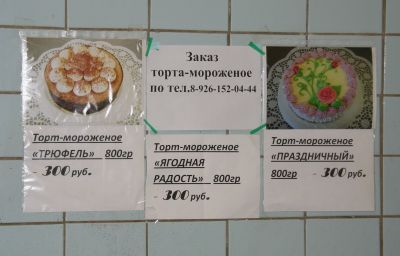 Заказ
торта-мороженое
по тел.8-926-152-04-44
Торт-мороженое
«ТРЮФЕЛЬ» 800гр
- 300 руб.
Торт-мороженое
«ЯГОДНАЯ
РАДОСТЬ» 800гр
- 300 руб.
Торт-мороженое
«ПРАЗДНИЧНЫЙ»
800гр - 300 руб.